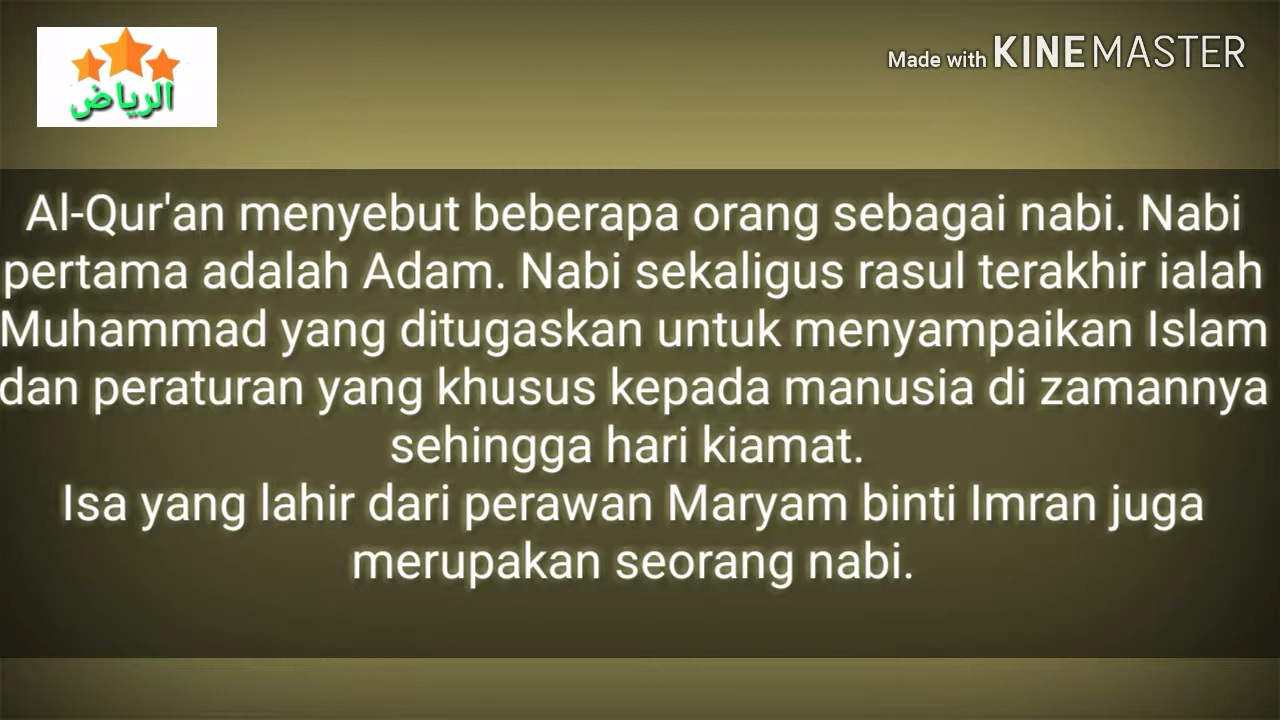 الرياض
Made with KINEMASTER
Al-Qur'an menyebut beberapa orang sebagai nabi. Nabi
pertama adalah Adam. Nabi sekaligus rasul terakhir ialah
Muhammad yang ditugaskan untuk menyampaikan Islam
dan peraturan yang khusus kepada manusia di zamannya
sehingga hari kiamat.
Isa yang lahir dari perawan Maryam binti Imran juga
merupakan seorang nabi.